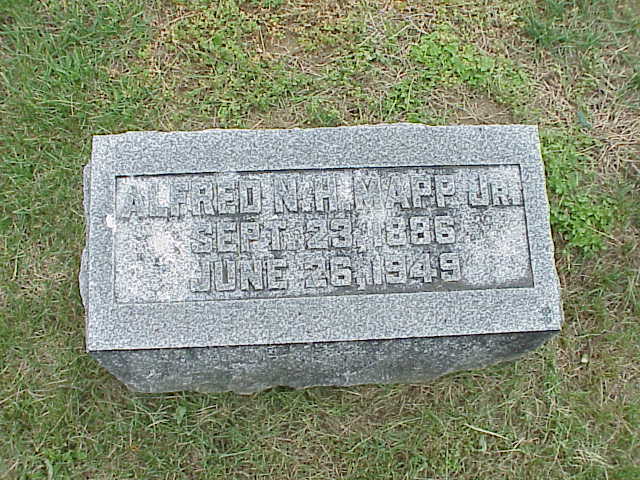 ALFRED N.H. MAPP JR.
SEPT. 23, 1886
JUNE 26, 1949